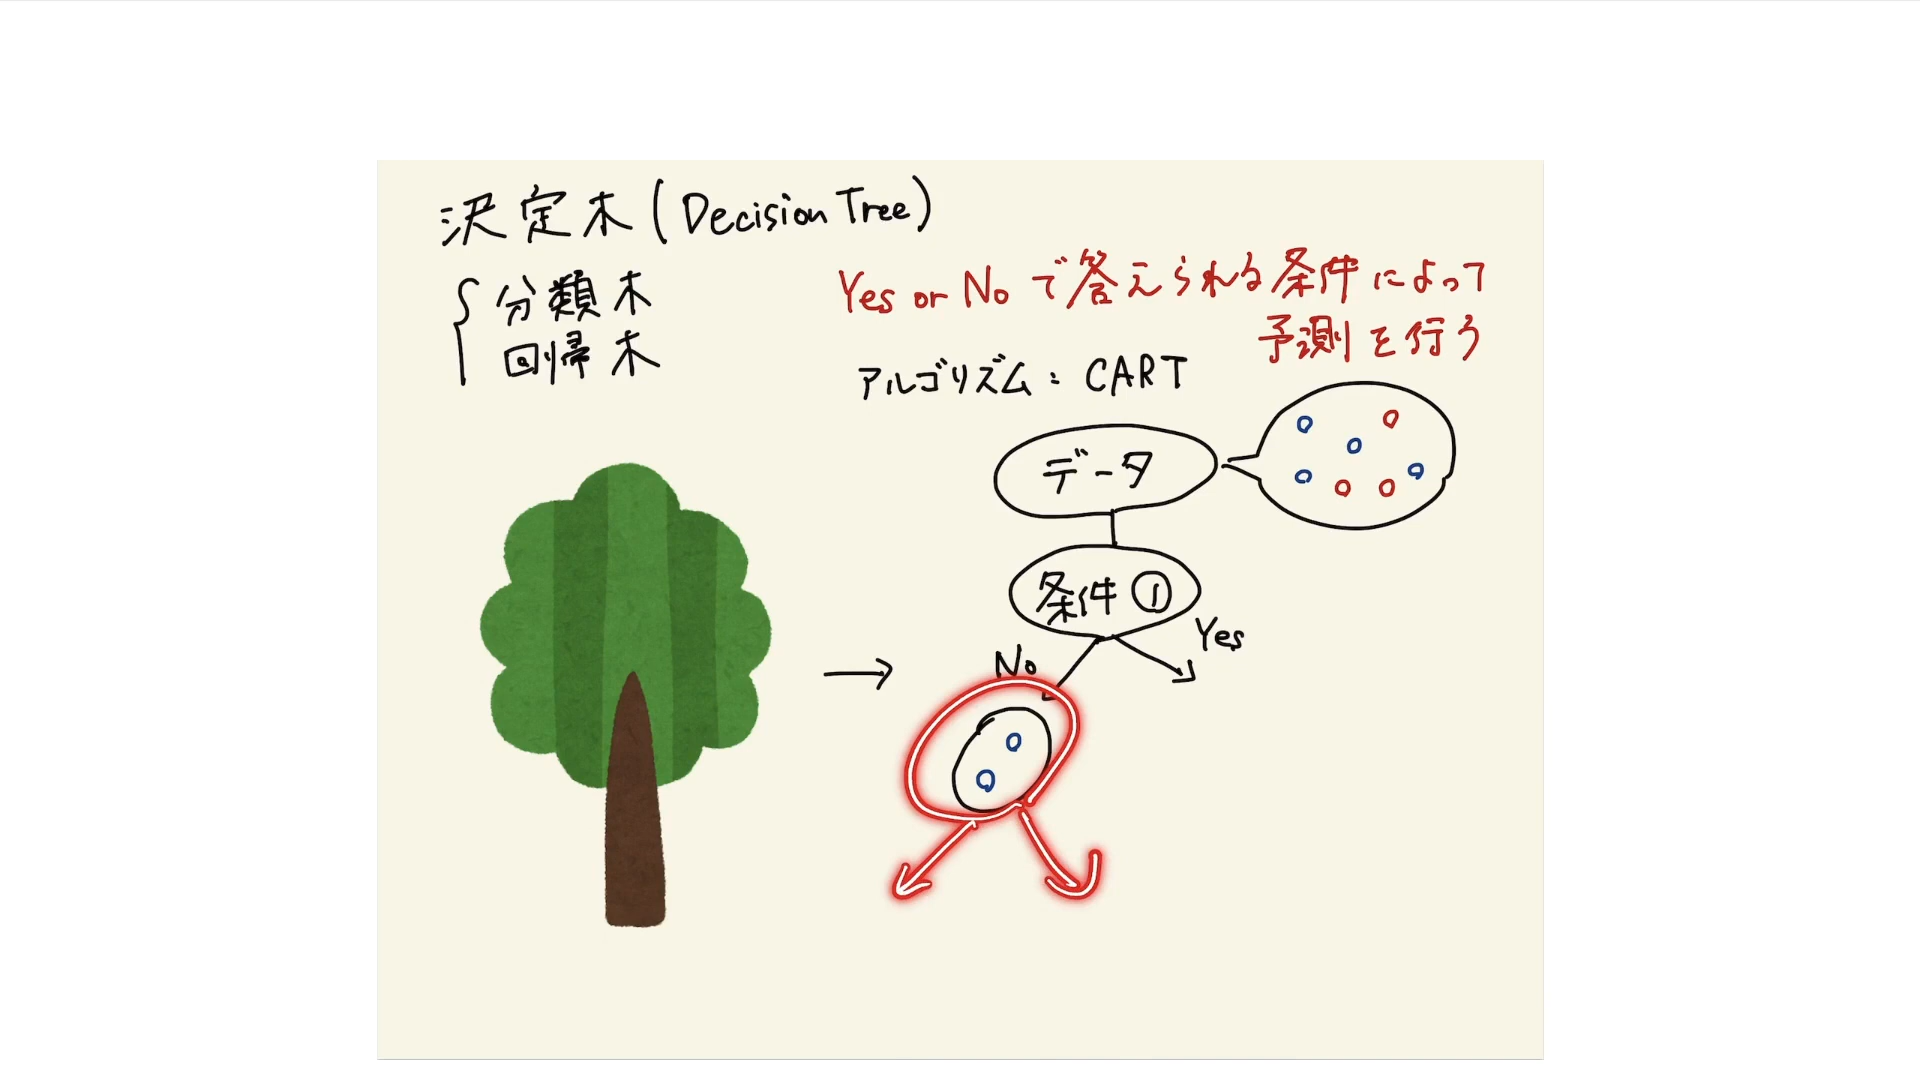 決定木(Decision Tree)
分類木
回帰木
Yes or Noで答えられる条件によって
予測を行う
アルゴリズム: CART
データ
条件①
Yes
No